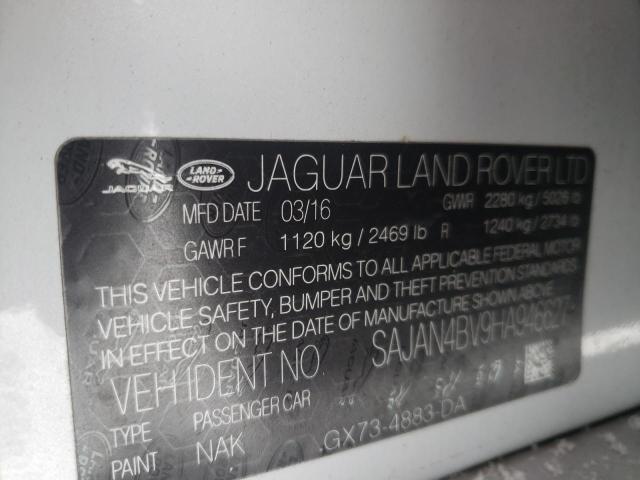 JAGUAR LAND-ROVER JAGUAR LAND ROVER LTD
MFD DATE 03/16 GWR 2280 kg / 5026 lb
GAWR F 1120 kg / 2469 lb R 1240 kg / 2734 lb
THIS VEHICLE CONFORMS TO ALL APPLICABLE FEDERAL MOTOR
VEHICLE SAFETY, BUMPER AND THEFT PREVENTION STANDARDS
IN EFFECT ON THE DATE OF MANUFACTURE SHOWN ABOVE.
VEH IDENT NO. SAJAN4BV9HA946627
TYPE PASSENGER CAR
PAINT NAK GX73-4883-DA